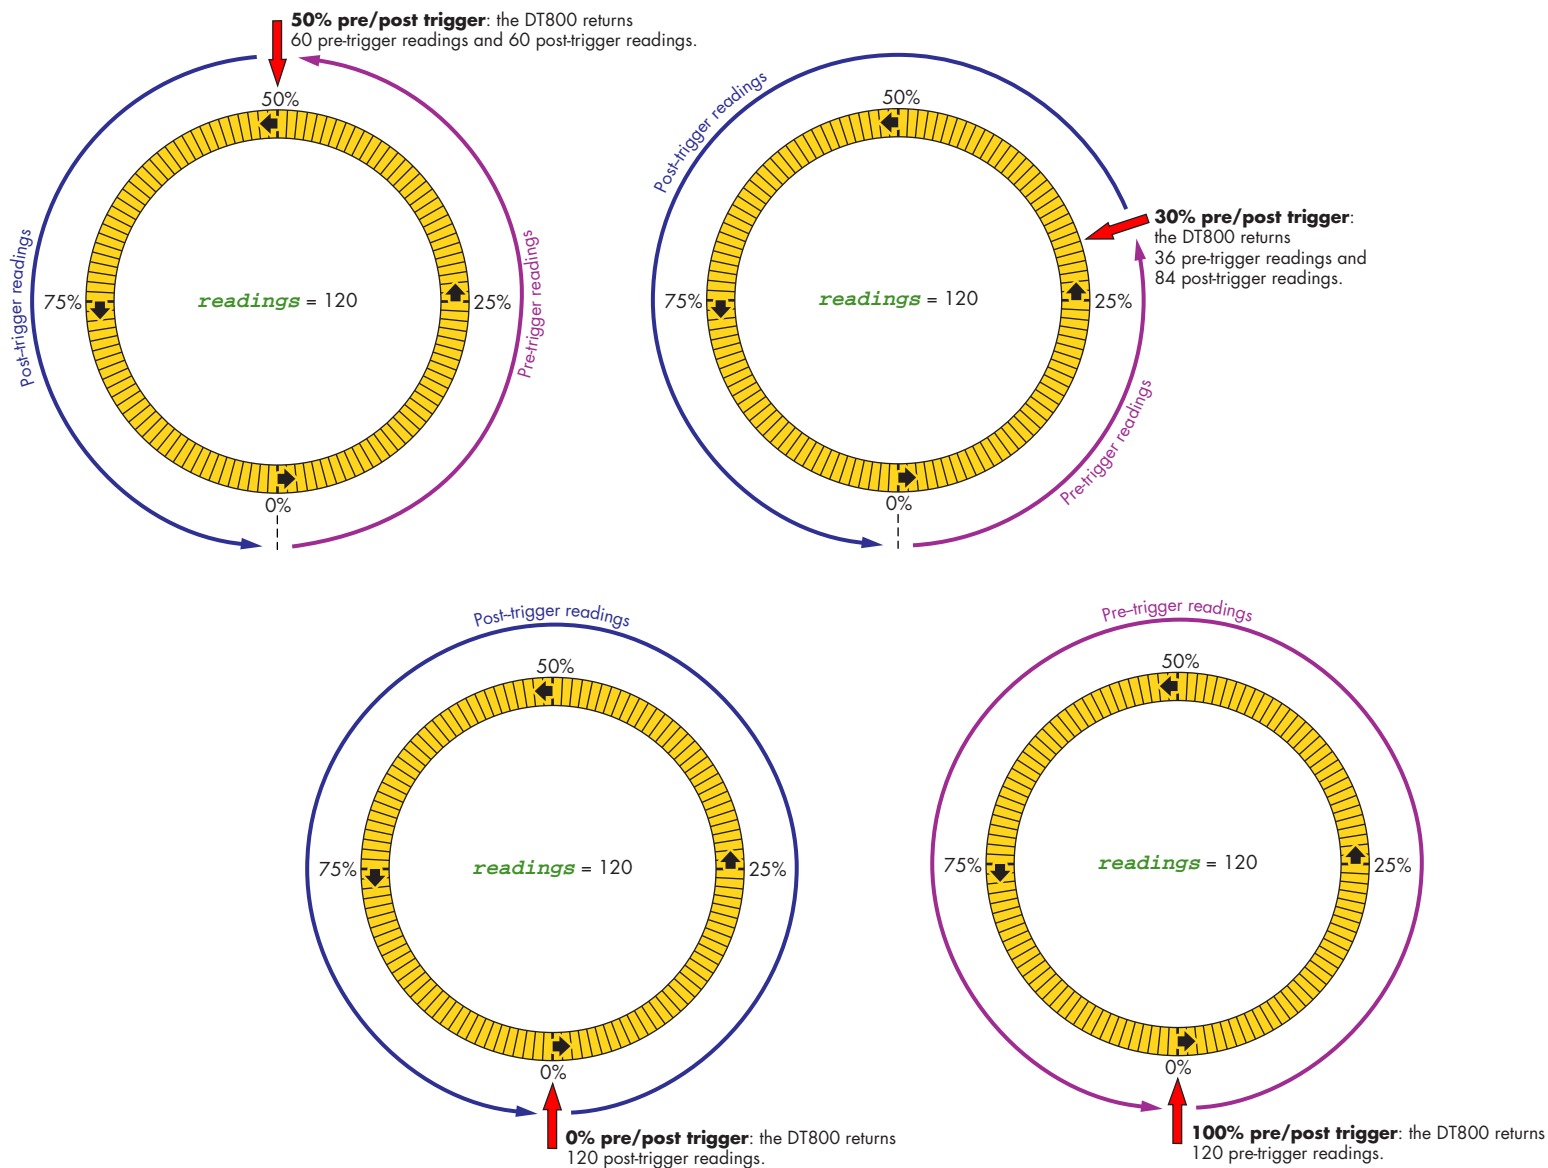 50% pre/post trigger: the DT800 returns
60 pre-trigger readings and 60 post-trigger readings.
50%
Post-trigger readings
75%
readings = 120
25%
Pre-trigger readings
0%
Post-trigger readings
50%
30% pre/post trigger:
the DT800 returns
36 pre-trigger readings and
84 post-trigger readings.
75%
readings = 120
25%
Pre-trigger readings
0%
Post-trigger readings
50%
75%
readings = 120
25%
0%
0% pre/post trigger: the DT800 returns
120 post-trigger readings.
Pre-trigger readings
50%
75%
readings = 120
25%
0%
100% pre/post trigger: the DT800 returns
120 pre-trigger readings.